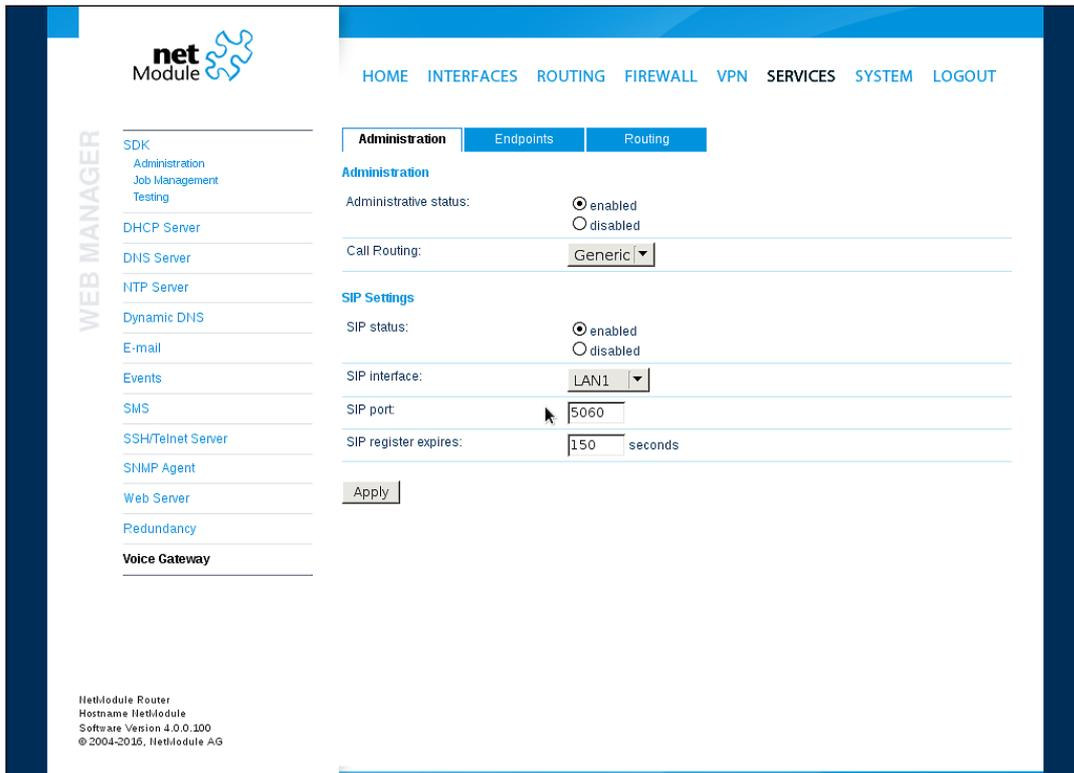 net
Module
HOME INTERFACES ROUTING FIREWALL VPN SERVICES SYSTEM LOGOUT
WEB MANAGER
SDK
Administration
Job Management
Testing
DHCP Server
DNS Server
NTP Server
Dynamic DNS
E-mail
Events
SMS
SSH/Telnet Server
SNMP Agent
Web Server
Redundancy
Voice Gateway
Administration Endpoints Routing
Administration
Administrative status: enabled
disabled
Call Routing: Generic
SIP Settings
SIP status: enabled
disabled
SIP interface: LAN1
SIP port: 5060
SIP register expires: 150 seconds
Apply
NetModule Router
Hostname NetModule
Software Version 4.0.0.100
© 2004-2016, NetModule AG